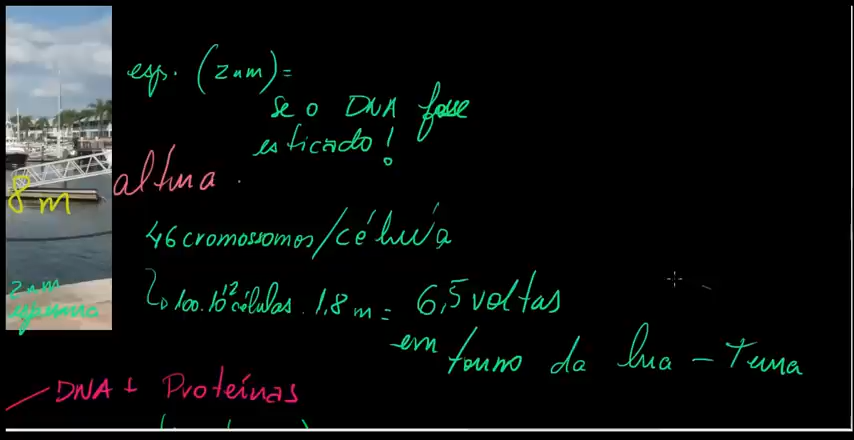 esp. (2nm) =
se o DNA fosse
esticado!
8 m
altura.
46 cromossomos/célula
↳ 100.10¹² células . 1,8 m = 6,5 voltas
em torno da lua - Terra
2nm
espessura
DNA + Proteínas